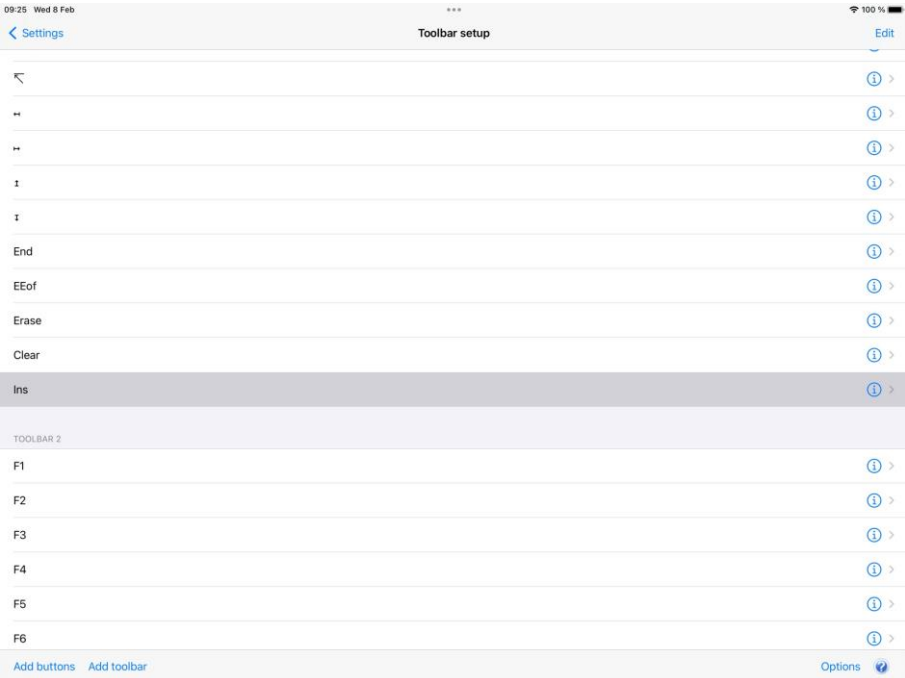 09:25 Wed 8 Feb
100 %
Settings
Toolbar setup
Edit
End
EEof
Erase
Clear
Ins
TOOLBAR 2
F1
F2
F3
F4
F5
F6
Add buttons Add toolbar
Options